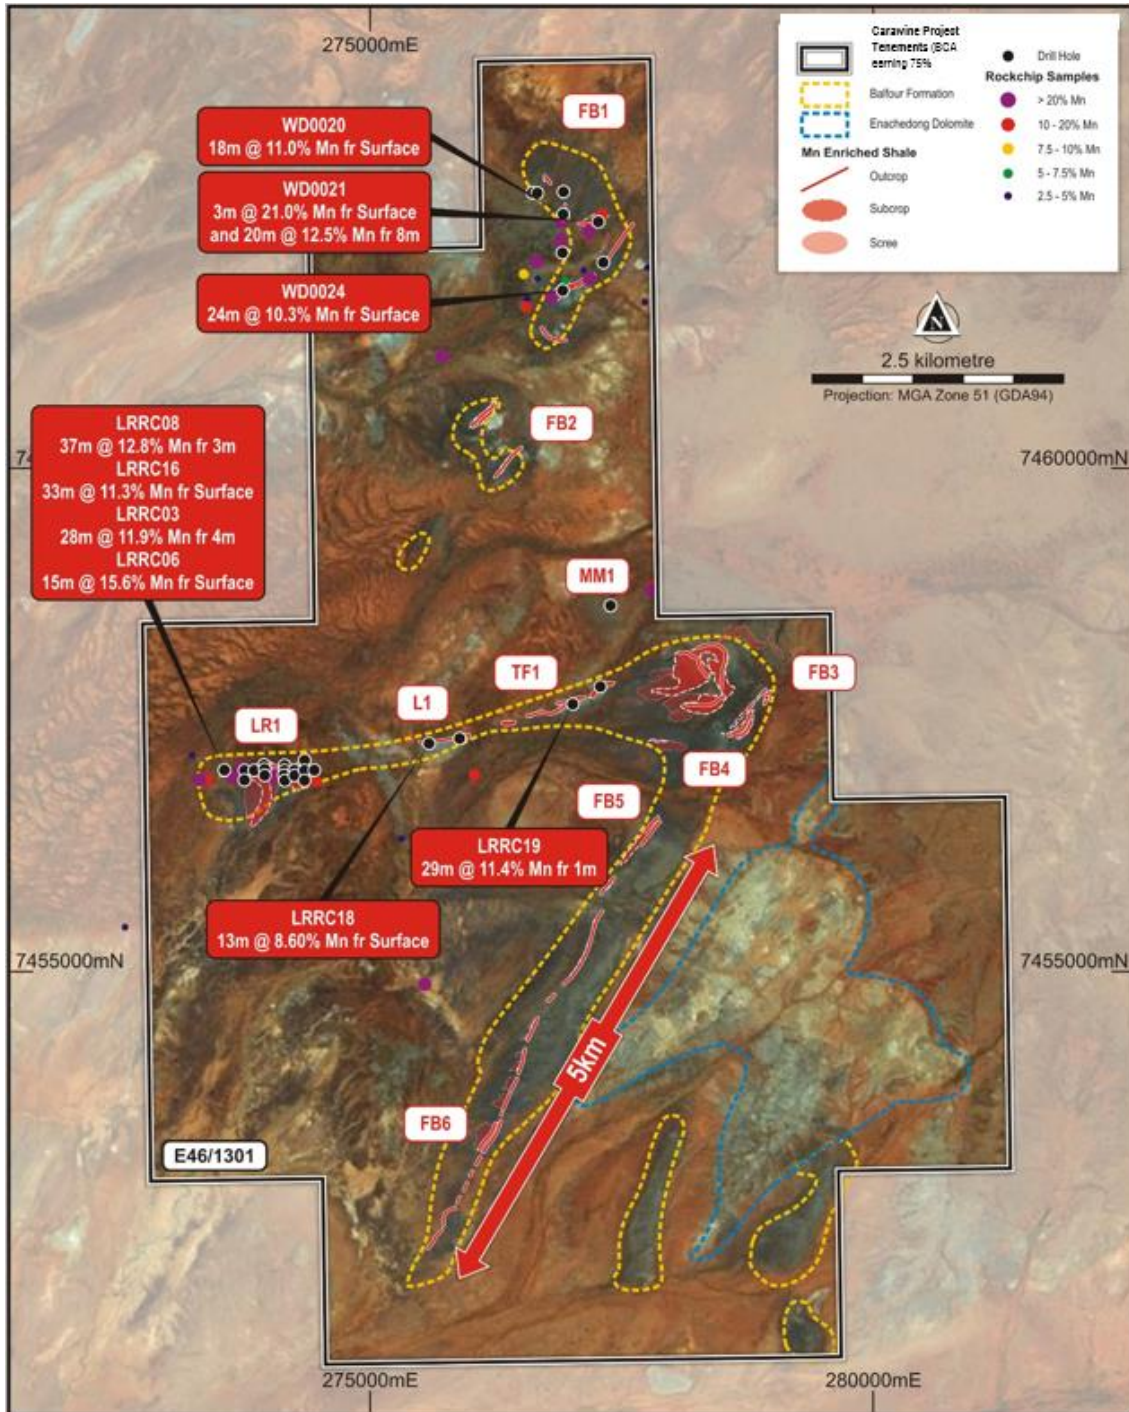 275000mE
Caravine Project
Tenements (BCA
earning 75%
Balfour Formation
Enachedong Dolomite
Mn Enriched Shale
Outcrop
Subcrop
Scree
Drill Hole
Rockchip Samples
> 20% Mn
10 - 20% Mn
7.5 - 10% Mn
5 - 7.5% Mn
2.5 - 5% Mn
FB1
WD0020
18m @ 11.0% Mn fr Surface
WD0021
3m @ 21.0% Mn fr Surface
and 20m @ 12.5% Mn fr 8m
WD0024
24m @ 10.3% Mn fr Surface
N
2.5 kilometre
Projection: MGA Zone 51 (GDA94)
LRRC08
37m @ 12.8% Mn fr 3m
LRRC16
33m @ 11.3% Mn fr Surface
LRRC03
28m @ 11.9% Mn fr 4m
LRRC06
15m @ 15.6% Mn fr Surface
FB2
7460000mN
MM1
TF1
FB3
L1
LR1
FB4
FB5
LRRC19
29m @ 11.4% Mn fr 1m
LRRC18
13m @ 8.60% Mn fr Surface
7455000mN
7455000mN
5km
FB6
E46/1301
275000mE
280000mE